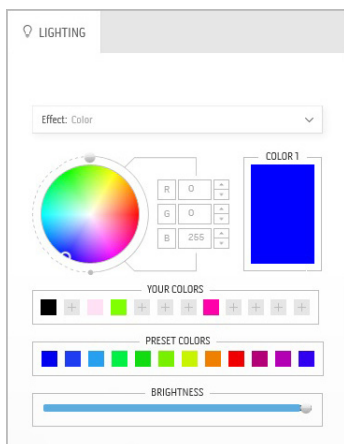 LIGHTING
Effect: Color
COLOR 1
R 0
G 0
B 255
YOUR COLORS
PRESET COLORS
BRIGHTNESS